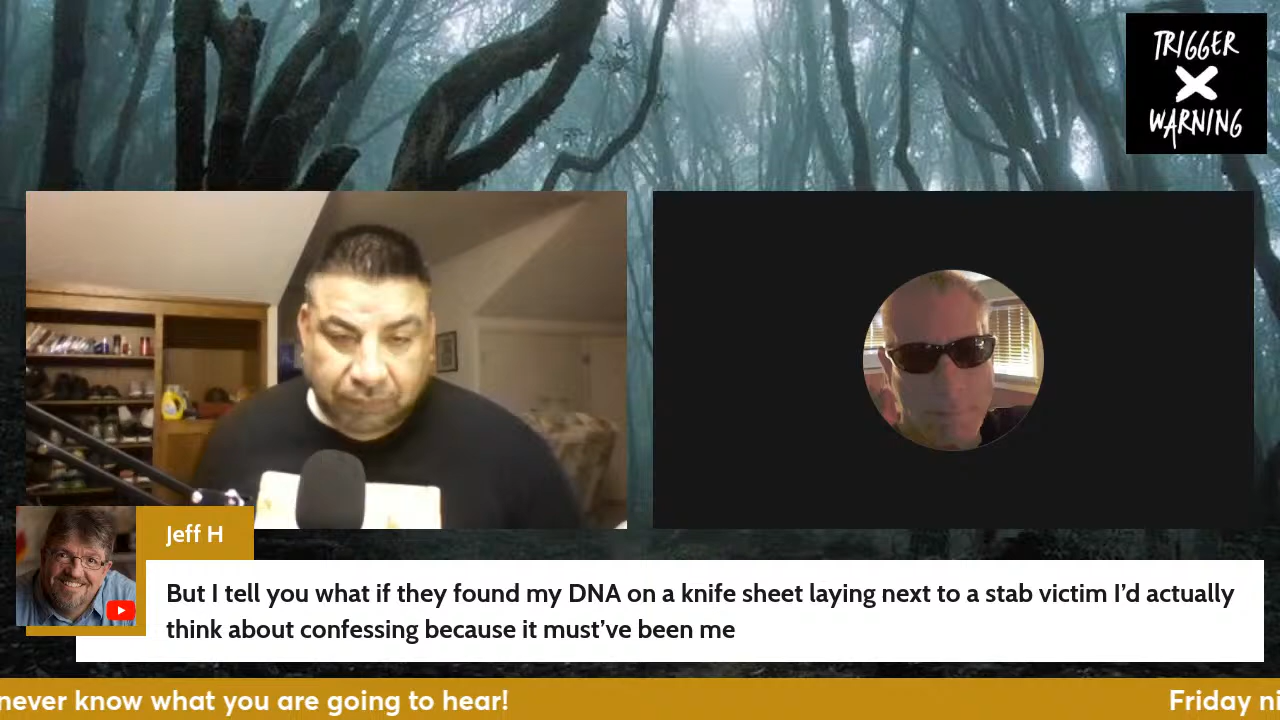 TRIGGER
WARNING
Jeff H
But I tell you what if they found my DNA on a knife sheet laying next to a stab victim I’d actually
think about confessing because it must’ve been me
never know what you are going to hear!
Friday ni